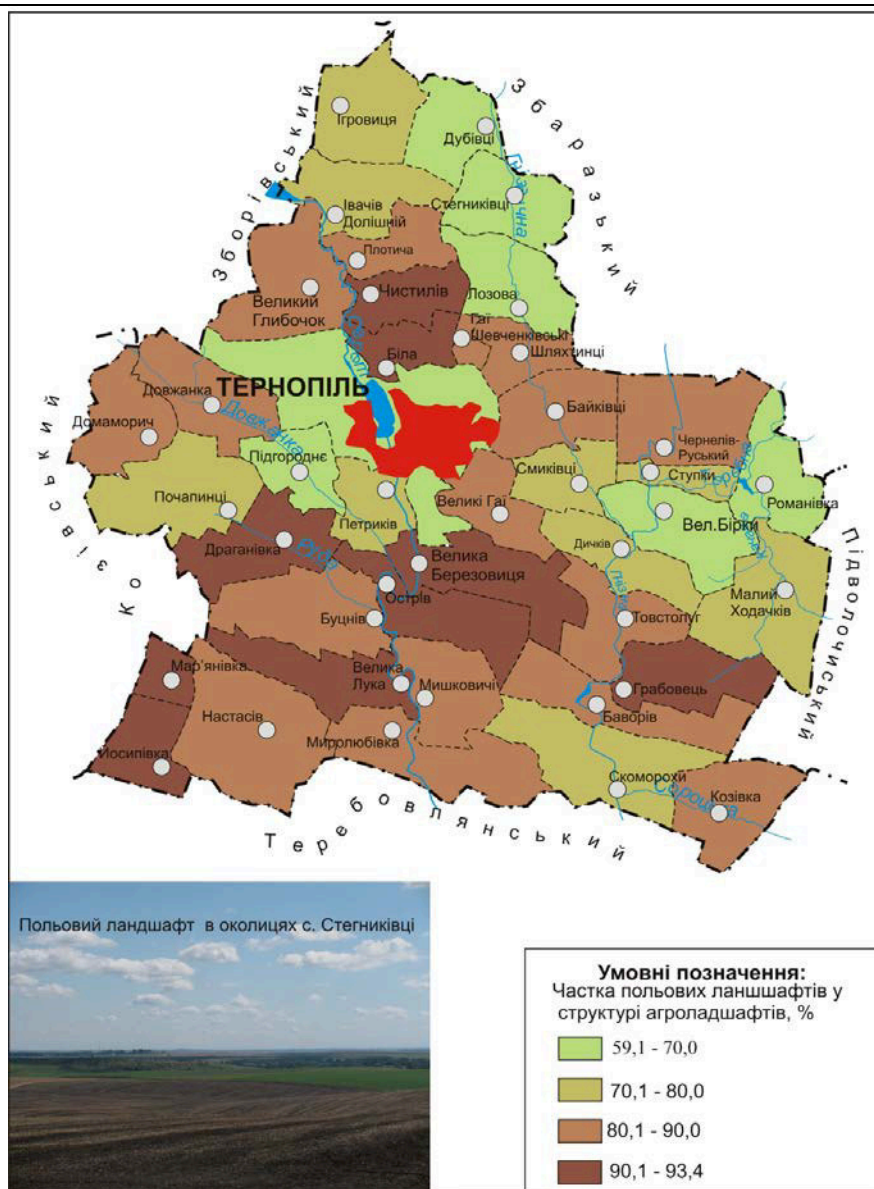 Зборівський
Збаразький
Ігровиця
Дубівці
Гнізична
Стегниківці
Івачів
Долішній
Плотича
Чистилів
Лозова
Великий
Глибочок
Гаї
Шевченківські
Шляхтинці
Серет
Біла
ТЕРНОПІЛЬ
Довжанка
Довжанка
Домаморич
Байківці
Чернелів-
Руський
Підгороднє
Смиківці
Ступки
Романівка
Почапинці
Петриків
Великі Гаї
Вел.Бірки
Драганівка
Руда
Дичків
Велика
Березовиця
Острів
Малий
Ходачків
Козівський
Підволочиський
Буцнів
Товстолуг
Мар'янівка
Велика
Лука
Мишковичі
Грабовець
Баворів
Настасів
Миролюбівка
Йосипівка
Скоморохи
Козівка
Теребовлянський
Польовий ландшафт в околицях с. Стегниківці
Умовні позначення:
Частка польових ланшшафтів у
структурі агроладшафтів, %
59,1 - 70,0
70,1 - 80,0
80,1 - 90,0
90,1 - 93,4